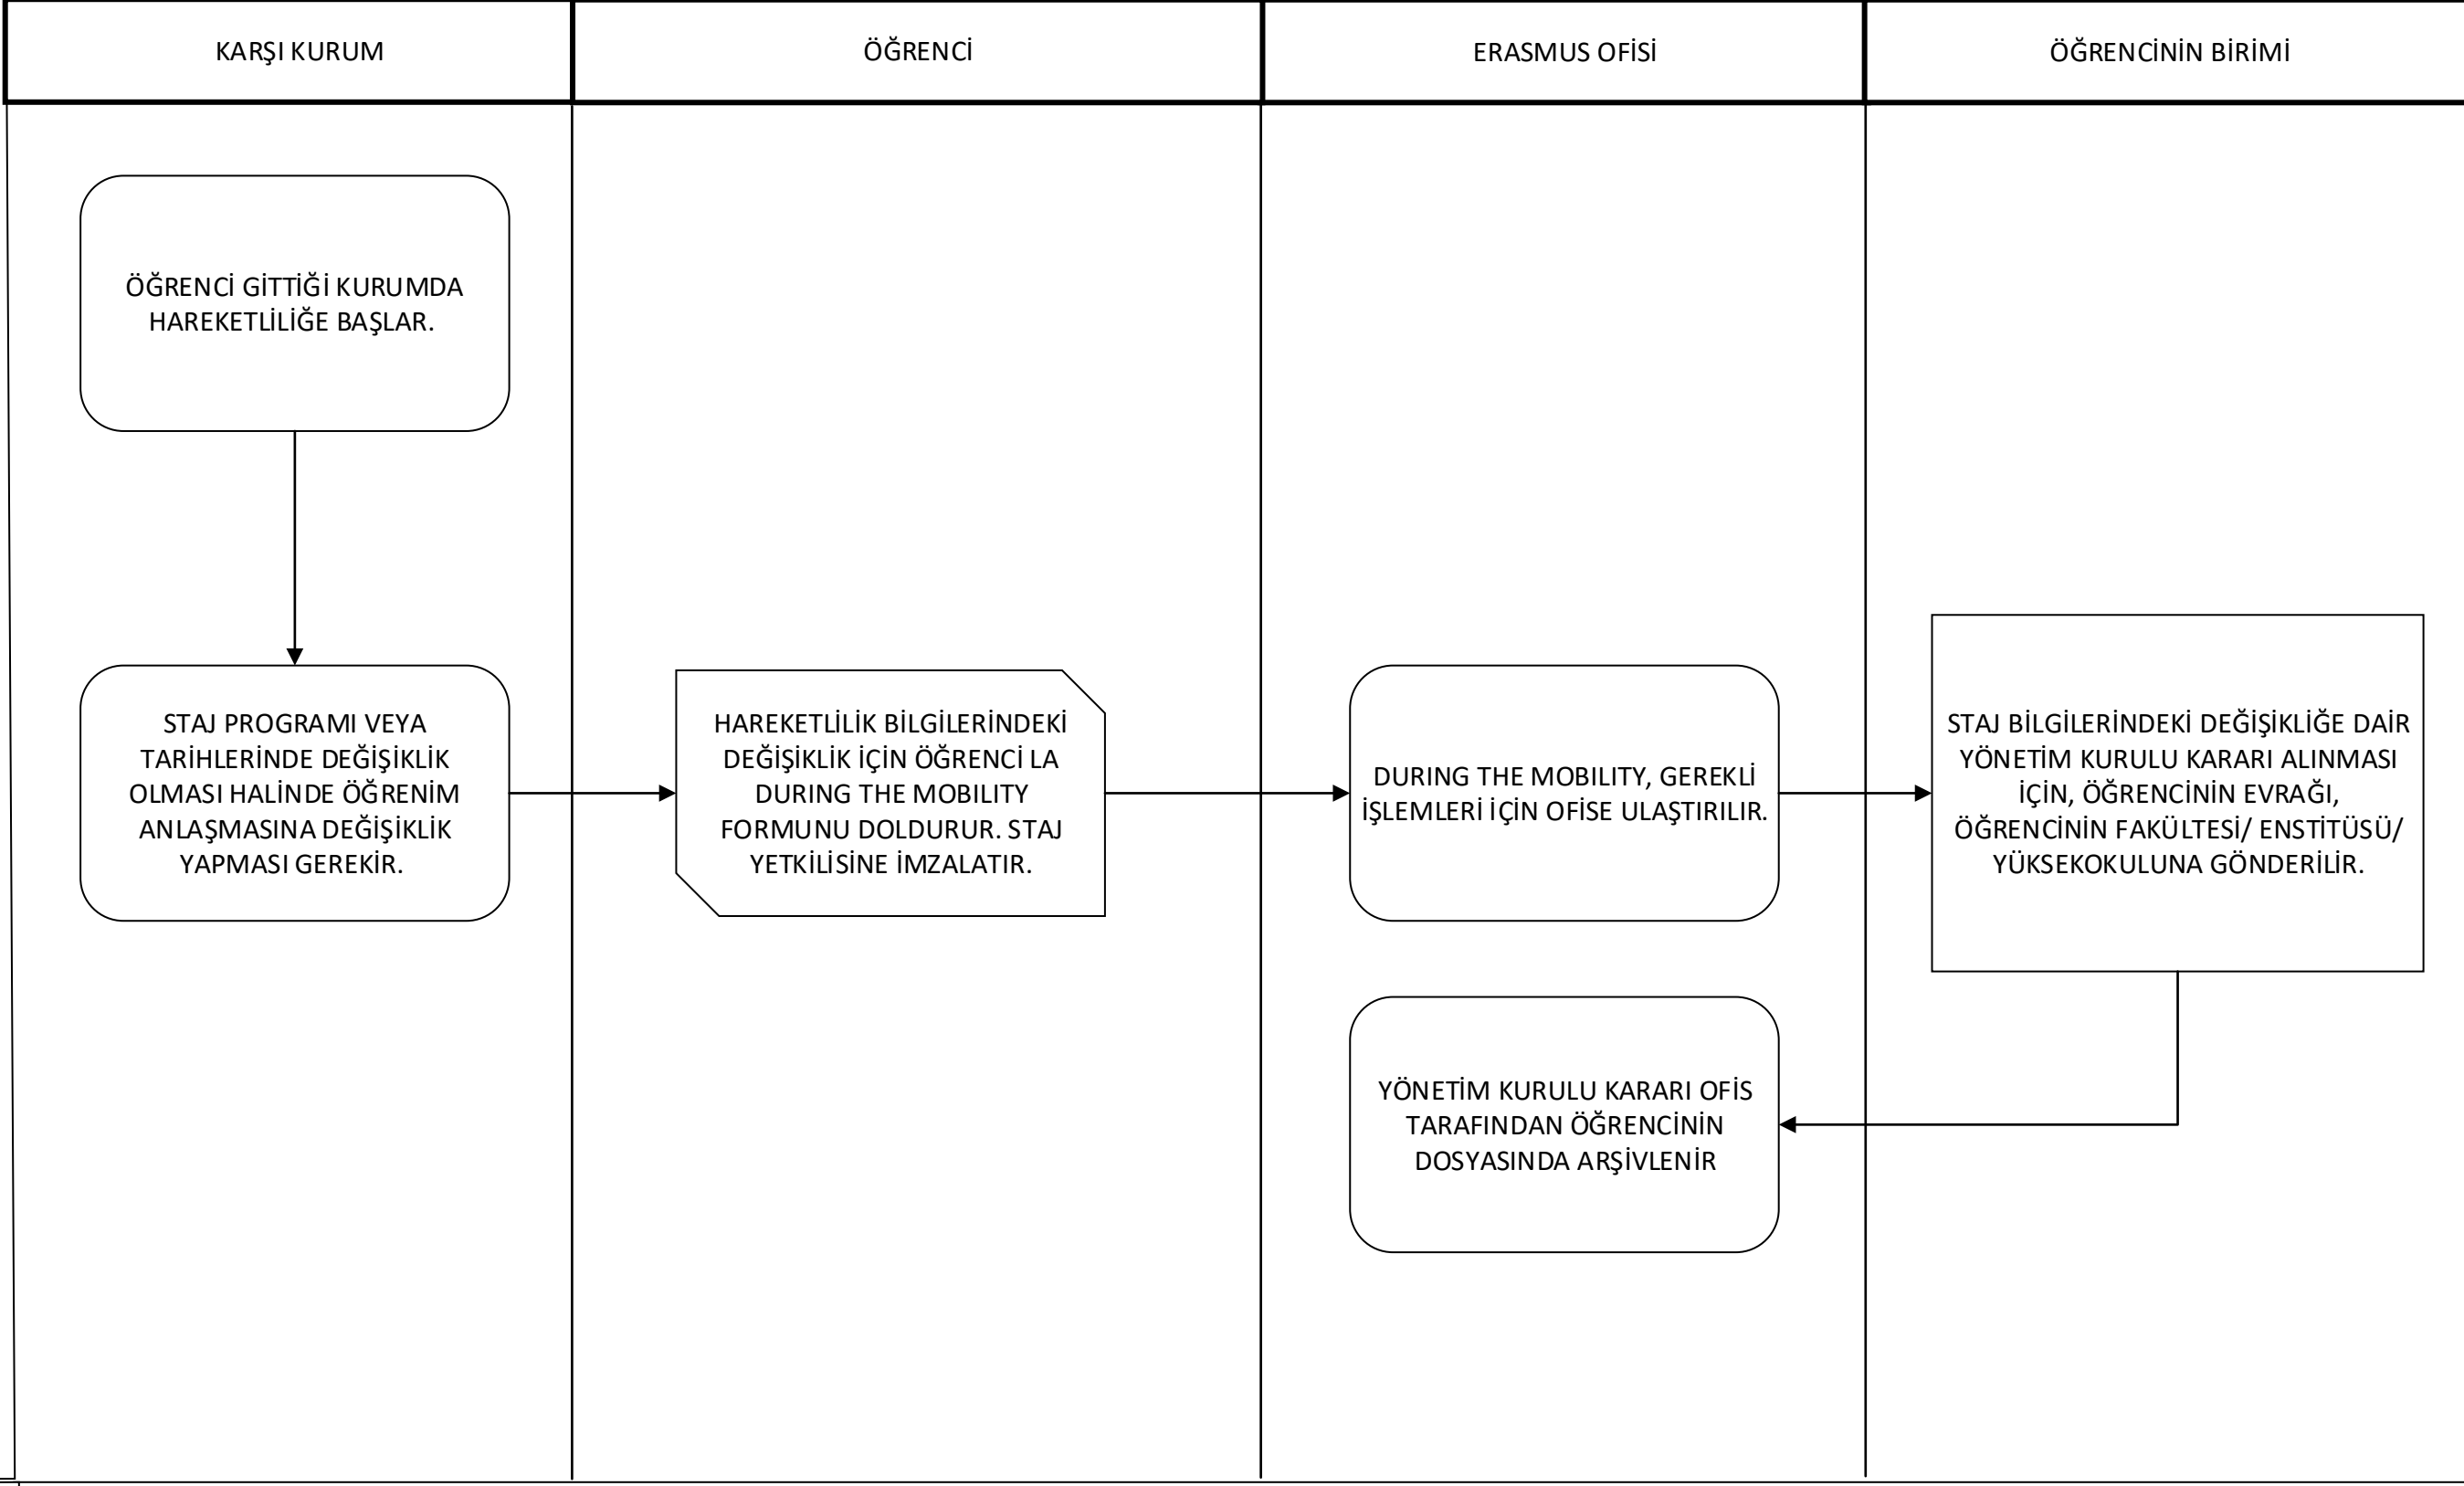 KARŞI KURUM
ÖĞRENCİ
ERASMUS OFİSİ
ÖĞRENCİNİN BİRİMİ
ÖĞRENCİ GİTTİĞİ KURUMDA
HAREKETLİLİĞE BAŞLAR.
STAJ PROGRAMI VEYA
TARİHLERİNDE DEĞİŞİKLİK
OLMASI HALİNDE ÖĞRENİM
ANLAŞMASINA DEĞİŞİKLİK
YAPMASI GEREKİR.
HAREKETLİLİK BİLGİLERİNDEKİ
DEĞİŞİKLİK İÇİN ÖĞRENCİ LA
DURING THE MOBILITY
FORMUNU DOLDURUR. STAJ
YETKİLİSİNE İMZALATIR.
DURING THE MOBILITY, GEREKLİ
İŞLEMLERİ İÇİN OFİSE ULAŞTIRILIR.
STAJ BİLGİLERİNDEKİ DEĞİŞİKLİĞE DAİR
YÖNETİM KURULU KARARI ALINMASI
İÇİN, ÖĞRENCİNİN EVRAĞI,
ÖĞRENCİNİN FAKÜLTESİ/ ENSTİTÜSÜ/
YÜKSEKOKULUNA GÖNDERİLİR.
YÖNETİM KURULU KARARI OFİS
TARAFINDAN ÖĞRENCİNİN
DOSYASINDA ARŞİVLENİR